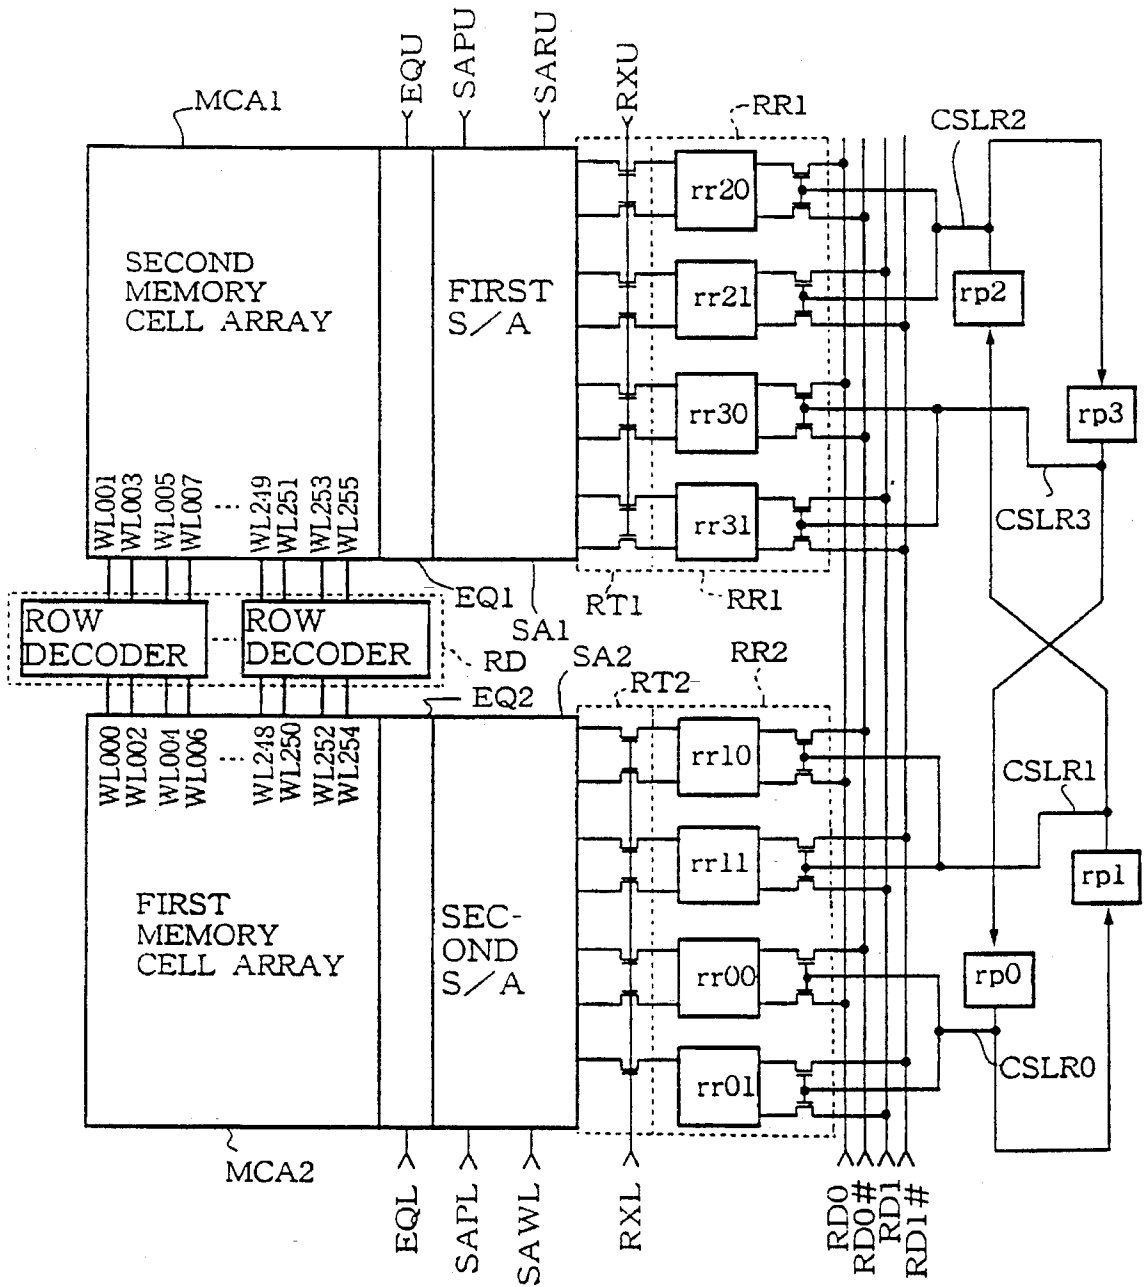 EQU
SAPU
SARU
RXU
MCA1
RR1
CSLR2
SECOND
MEMORY
CELL ARRAY
FIRST
S/A
rr20
rr21
rr30
rr31
rp2
rp3
CSLR3
WL001
WL003
WL005
WL007
...
WL249
WL251
WL253
WL255
EQ1
SA1
RT1
RR1
ROW
DECODER
...
ROW
DECODER
RD
SA2
EQ2
RT2
RR2
WL000
WL002
WL004
WL006
...
WL248
WL250
WL252
WL254
FIRST
MEMORY
CELL ARRAY
SEC-
OND
S/A
rr10
rr11
rr00
rr01
CSLR1
rp1
rp0
CSLR0
MCA2
EQL
SAPL
SAWL
RXL
RD0
RD0#
RD1
RD1#